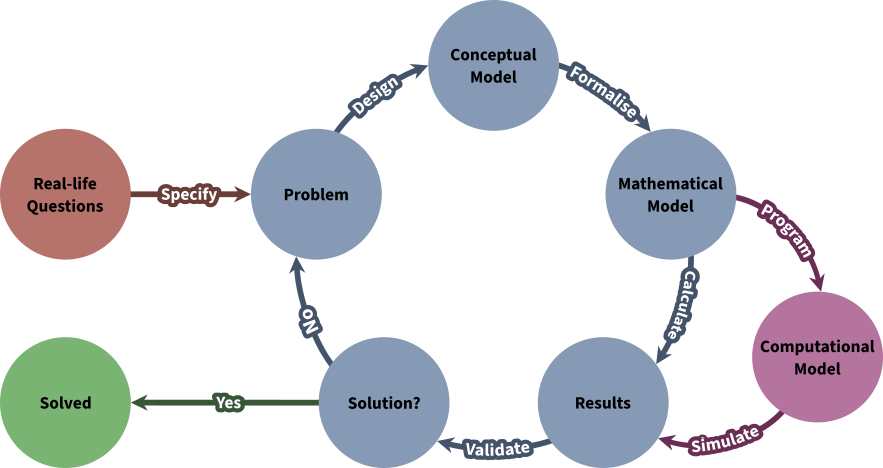 Conceptual
Model
Design
Formalise
Real-life
Questions
Specify
Problem
Mathematical
Model
Program
No
Calculate
Computational
Model
Solved
Yes
Solution?
Validate
Results
Simulate